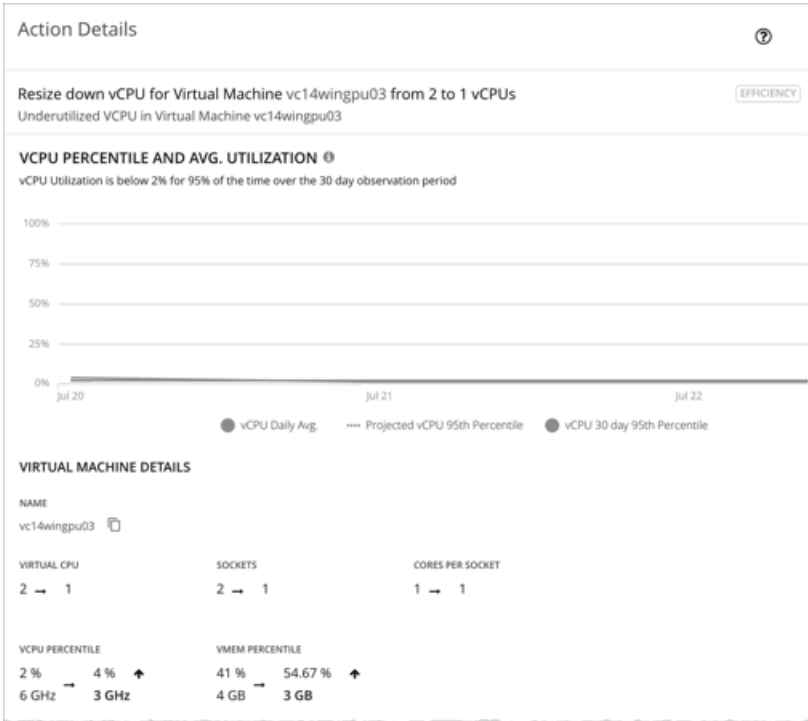 Action Details
Resize down vCPU for Virtual Machine vc14wingpu03 from 2 to 1 vCPUs
EFFICIENCY
Underutilized VCPU in Virtual Machine vc14wingpu03
VCPU PERCENTILE AND AVG. UTILIZATION
vCPU Utilization is below 2% for 95% of the time over the 30 day observation period
100%
75%
50%
25%
0%
Jul 20 Jul 21 Jul 22
vCPU Daily Avg. Projected vCPU 95th Percentile vCPU 30 day 95th Percentile
VIRTUAL MACHINE DETAILS
NAME
vc14wingpu03
VIRTUAL CPU SOCKETS CORES PER SOCKET
2 → 1 2 → 1 1 → 1
VCPU PERCENTILE VMEM PERCENTILE
2 % → 4 % ↑ 41 % → 54.67 % ↑
6 GHz 3 GHz 4 GB 3 GB